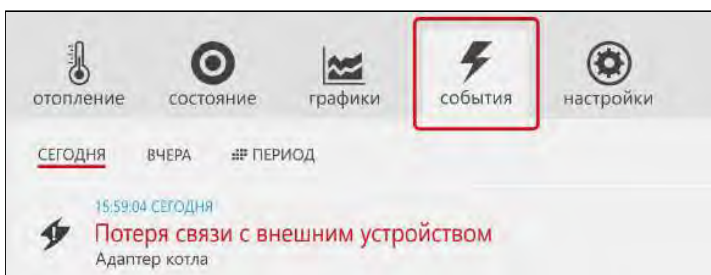 отопление состояние графики события настройки
СЕГОДНЯ ВЧЕРА ПЕРИОД
15:59:04 СЕГОДНЯ
Потеря связи с внешним устройством
Адаптер котла